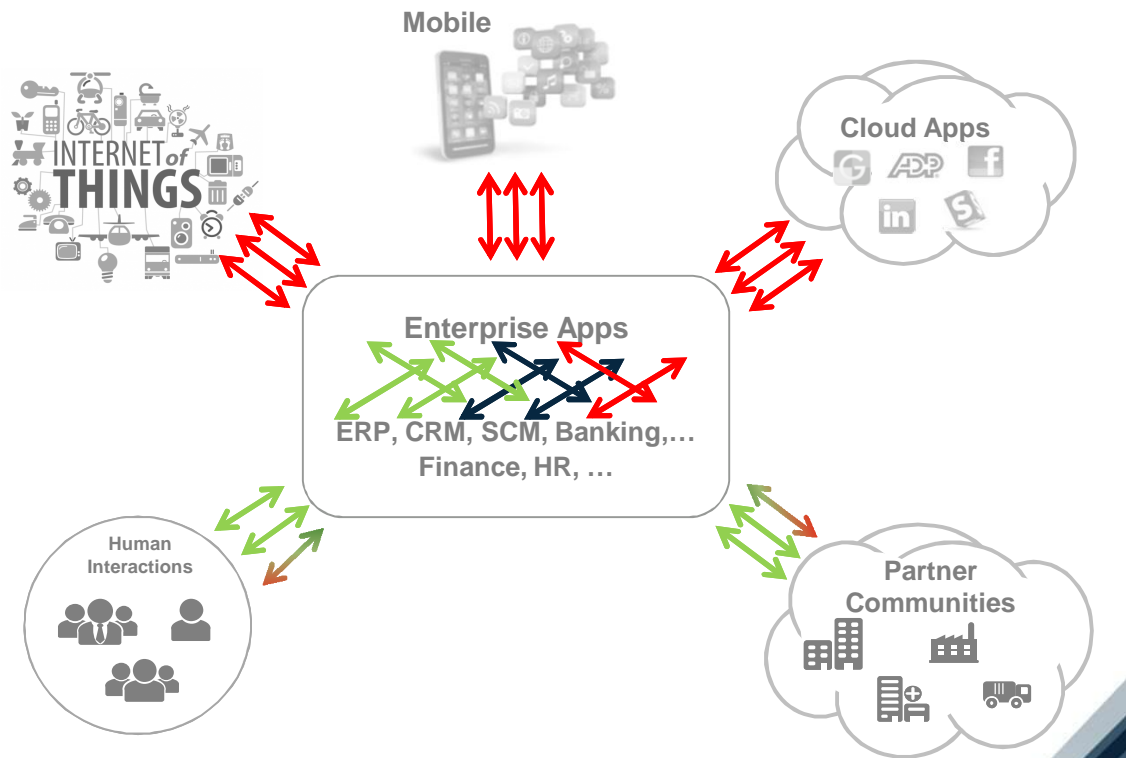 Mobile
INTERNET of
THINGS
Cloud Apps
G
ADP
f
in
S
Enterprise Apps
ERP, CRM, SCM, Banking,…
Finance, HR, …
Human
Interactions
Partner
Communities